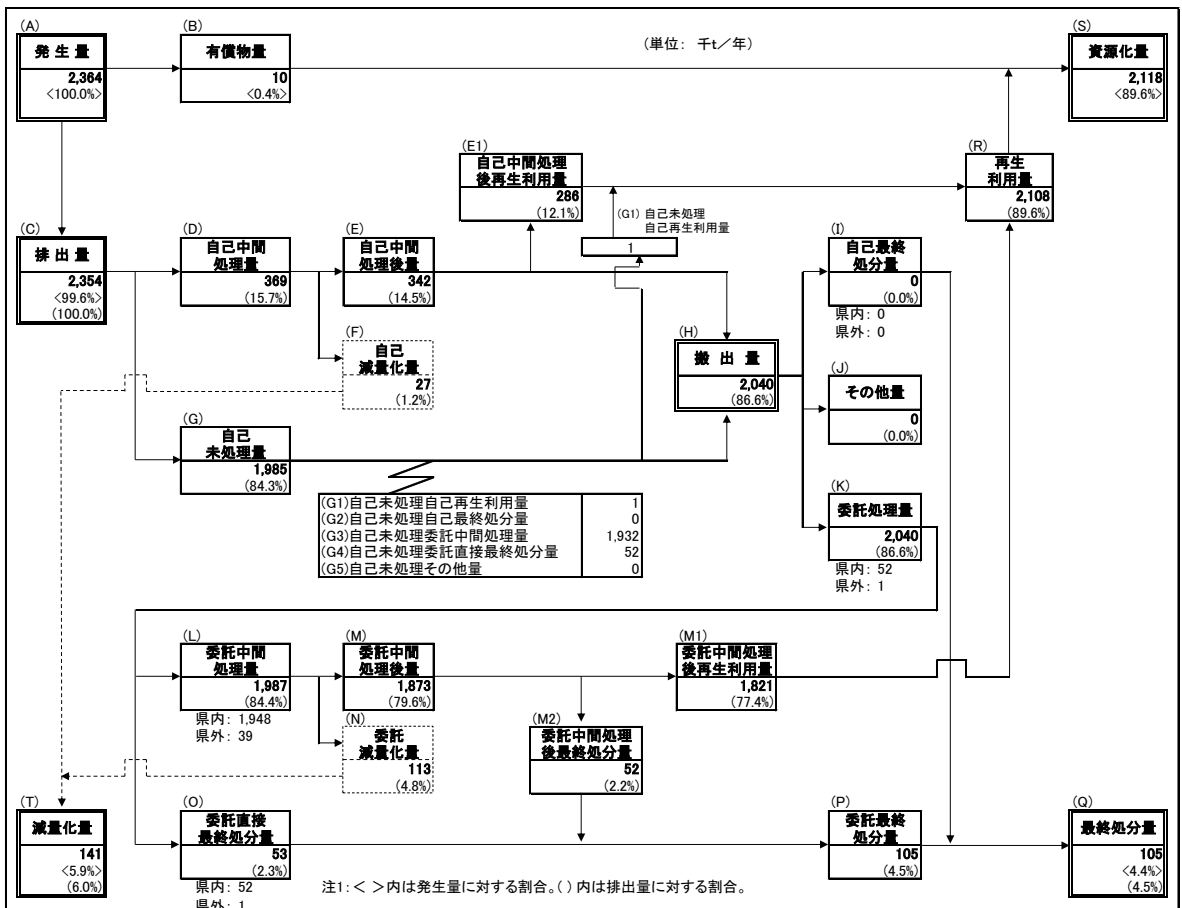 (A)
発生量
2,364
<100.0%>
(B)
有償物量
10
<0.4%>
(単位: 千t/年)
(S)
資源化量
2,118
<89.6%>
(E1)
自己中間処理
後再生利用量
286
(12.1%)
(G1) 自己未処理
自己再生利用量
1
(R)
再生
利用量
2,108
(89.6%)
(C)
排出量
2,354
<99.6%>
(100.0%)
(D)
自己中間
処理量
369
(15.7%)
(E)
自己中間
処理後量
342
(14.5%)
(F)
自己
減量化量
27
(1.2%)
(G)
自己
未処理量
1,985
(84.3%)
(H)
搬出量
2,040
(86.6%)
(I)
自己最終
処分量
0
(0.0%)
県内: 0
県外: 0
(J)
その他量
0
(0.0%)
(K)
委託処理量
2,040
(86.6%)
県内: 52
県外: 1
(G1)自己未処理自己再生利用量 1
(G2)自己未処理自己最終処分量 0
(G3)自己未処理委託中間処理量 1,932
(G4)自己未処理委託直接最終処分量 52
(G5)自己未処理その他量 0
(L)
委託中間
処理量
1,987
(84.4%)
県内: 1,948
県外: 39
(M)
委託中間
処理後量
1,873
(79.6%)
(N)
委託
減量化量
113
(4.8%)
(M1)
委託中間処理
後再生利用量
1,821
(77.4%)
(M2)
委託中間処理
後最終処分量
52
(2.2%)
(T)
減量化量
141
<5.9%>
(6.0%)
(O)
委託直接
最終処分量
53
(2.3%)
県内: 52
県外: 1
(P)
委託最終
処分量
105
(4.5%)
(Q)
最終処分量
105
<4.4%>
(4.5%)
注1:< >内は発生量に対する割合。( )内は排出量に対する割合。